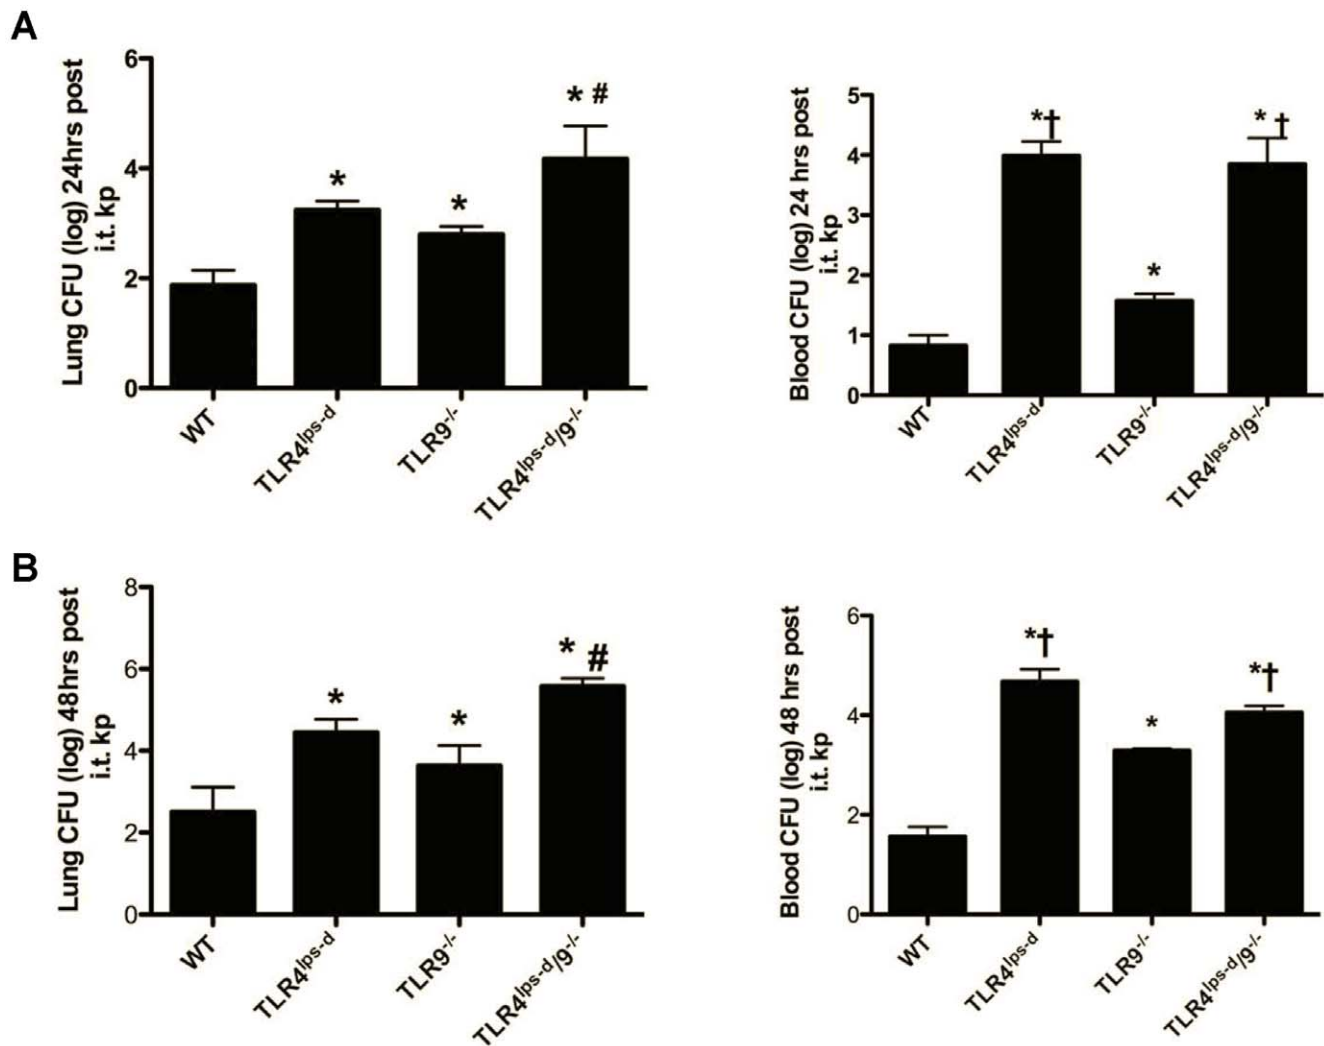 A
Lung CFU (log) 24hrs post
i.t. kp
6
4
2
0
*
*
* #
WT
TLR4lps-d
TLR9-/-
TLR4lps-d/9-/-
Blood CFU (log) 24 hrs post
i.t. kp
5
4
3
2
1
0
*†
*
* †
WT
TLR4lps-d
TLR9-/-
TLR4lps-d/9-/-
B
Lung CFU (log) 48hrs post
i.t. kp
8
6
4
2
0
*
*
* #
WT
TLR4lps-d
TLR9-/-
TLR4lps-d/9-/-
Blood CFU (log) 48 hrs post
i.t. kp
6
4
2
0
*†
*
*†
WT
TLR4lps-d
TLR9-/-
TLR4lps-d/9-/-